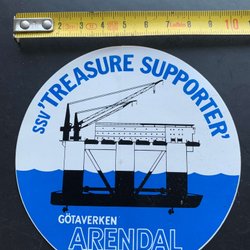 SSV 'TREASURE SUPPORTER'
GÖTAVERKEN
ARENDAL